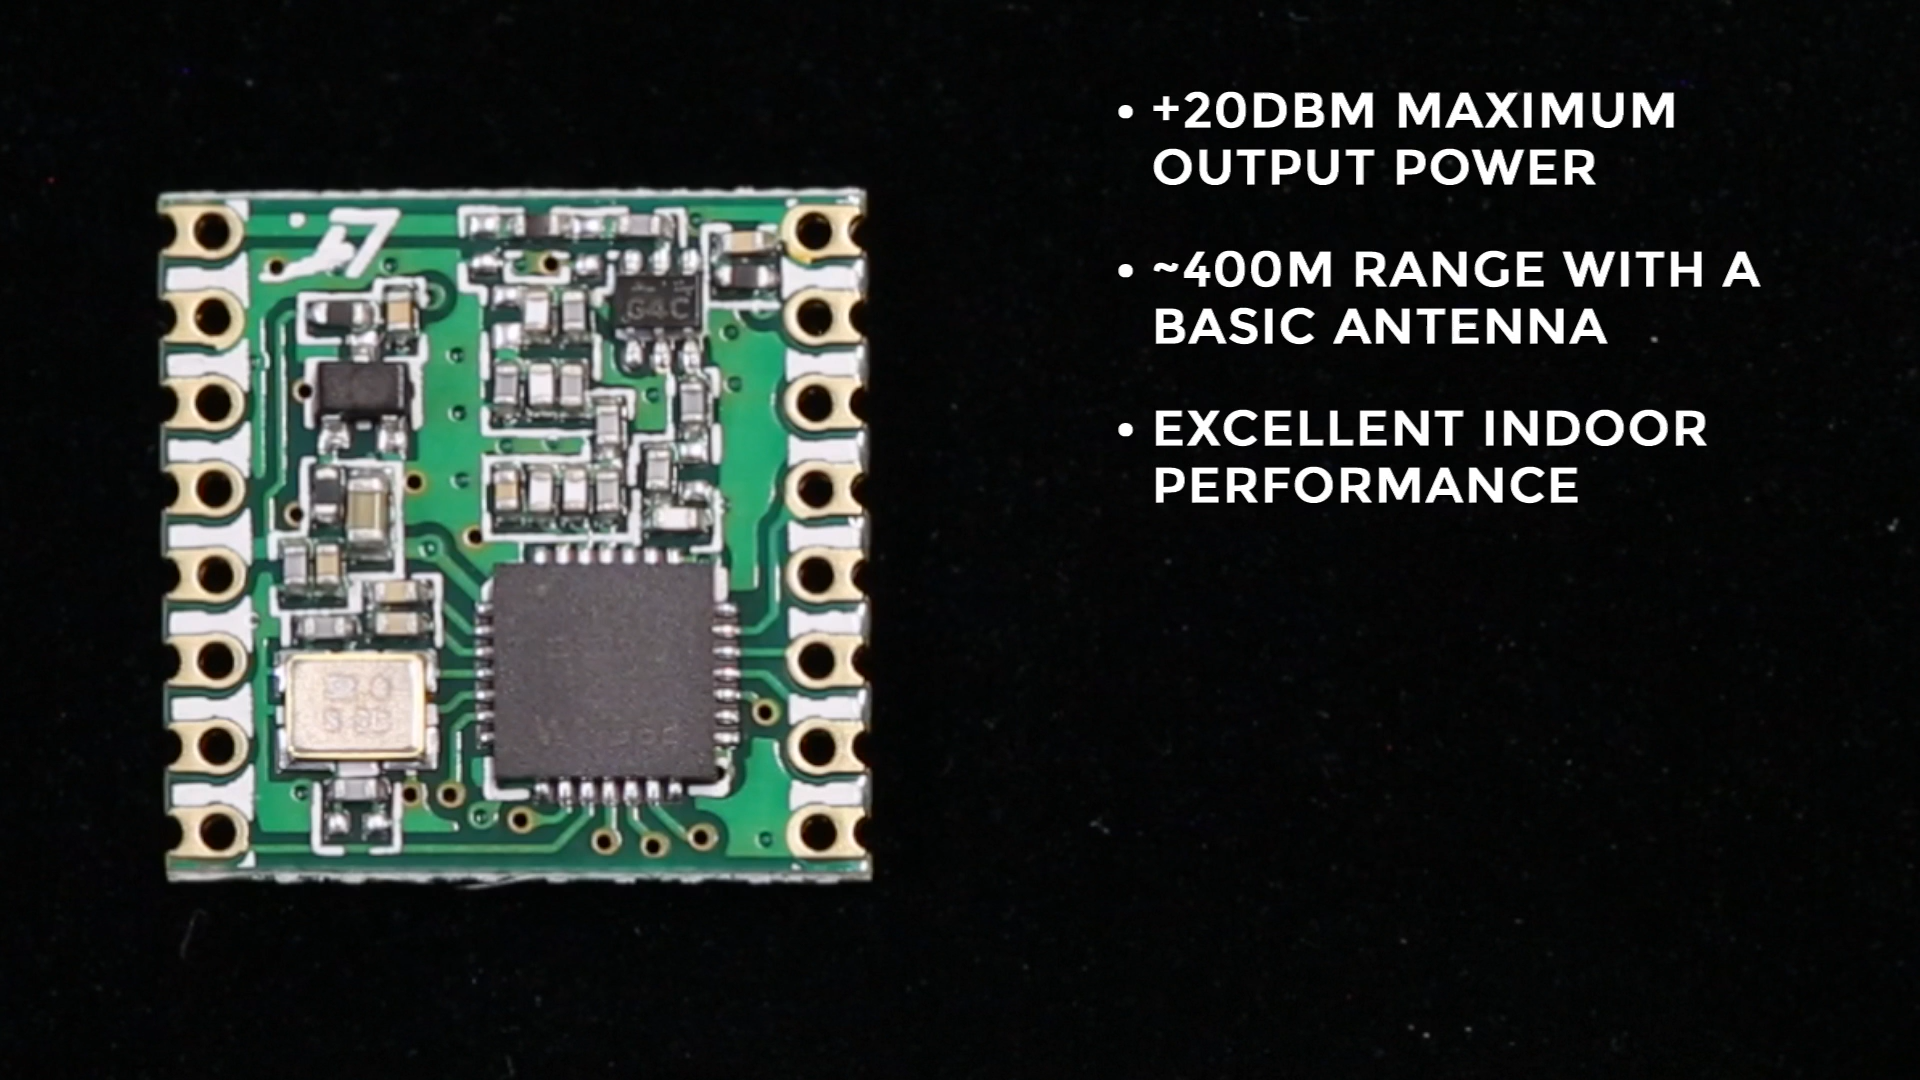 • +20DBM MAXIMUM
OUTPUT POWER
• ~400M RANGE WITH A
BASIC ANTENNA
• EXCELLENT INDOOR
PERFORMANCE
G4C